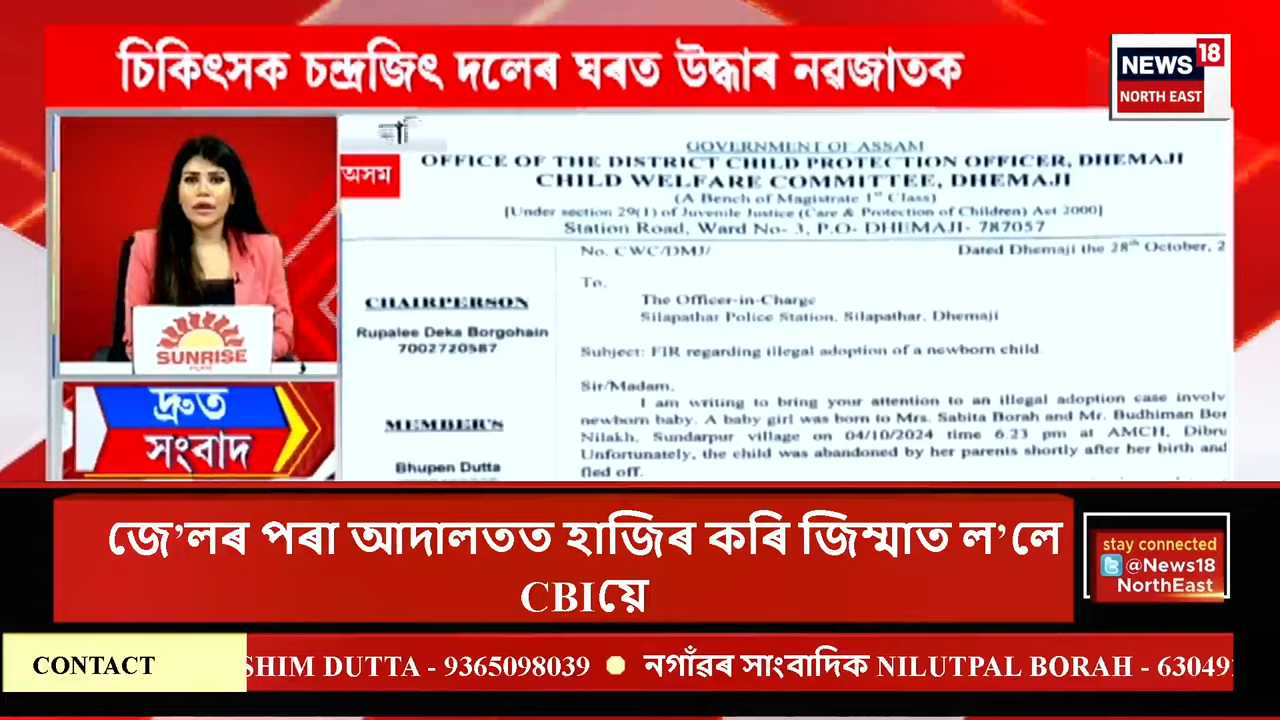 চিকিৎসক চন্দ্ৰজিৎ দলেৰ ঘৰত উদ্ধাৰ নৱজাতক
NEWS 18
NORTH EAST
অসম
GOVERNMENT OF ASSAM
OFFICE OF THE DISTRICT CHILD PROTECTION OFFICER, DHEMAJI
CHILD WELFARE COMMITTEE, DHEMAJI
(A Bench of Magistrate 1st Class)
[Under section 29(1) of Juvenile Justice (Care & Protection of Children) Act 2000]
Station Road, Ward No- 3, P.O- DHEMAJI- 787057
No. CWC/DMJ/
Dated Dhemaji the 28th October, 2
To,
The Officer-in-Charge
Silapathar Police Station, Silapathar, Dhemaji
CHAIRPERSON
Rupalee Deka Borgohain
7002720587
Subject: FIR regarding illegal adoption of a newborn child.
Sir/Madam,
I am writing to bring your attention to an illegal adoption case involv
newborn baby. A baby girl was born to Mrs. Sabita Borah and Mr. Budhiman Bor
Nilakh, Sundarpur village on 04/10/2024 time 6.23 pm at AMCH, Dibru
Unfortunately, the child was abandoned by her parents shortly after her birth and
fled off.
MEMBER'S
Bhupen Dutta
SUNRISE
দ্ৰুত
সংবাদ
জে’লৰ পৰা আদালতত হাজিৰ কৰি জিম্মাত ল’লে
CBIয়ে
stay connected
@News18
NorthEast
CONTACT
SHIM DUTTA - 9365098039 ● নগাঁৱৰ সাংবাদিক NILUTPAL BORAH - 63049